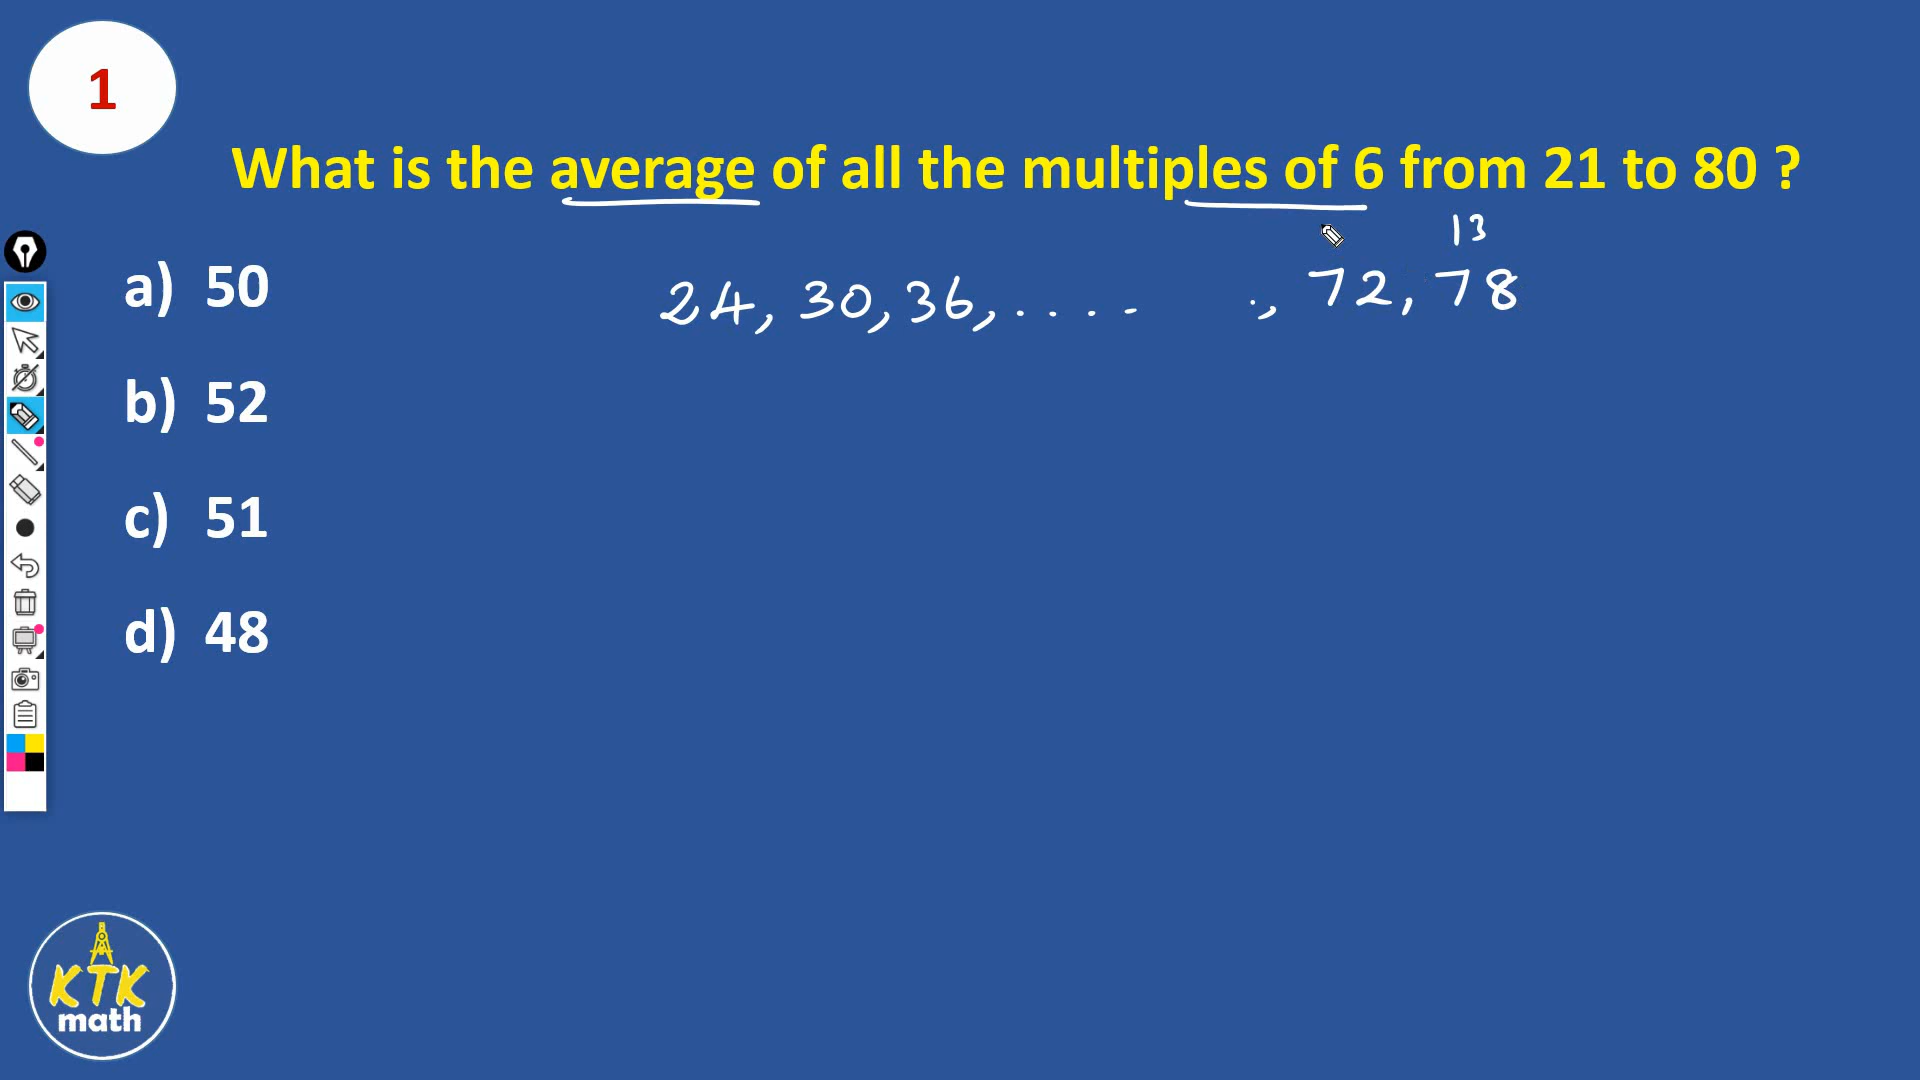 1
What is the average of all the multiples of 6 from 21 to 80 ?
13
a) 50
24, 30, 36, . . . . ., 72, 78
b) 52
c) 51
d) 48
KTK
math